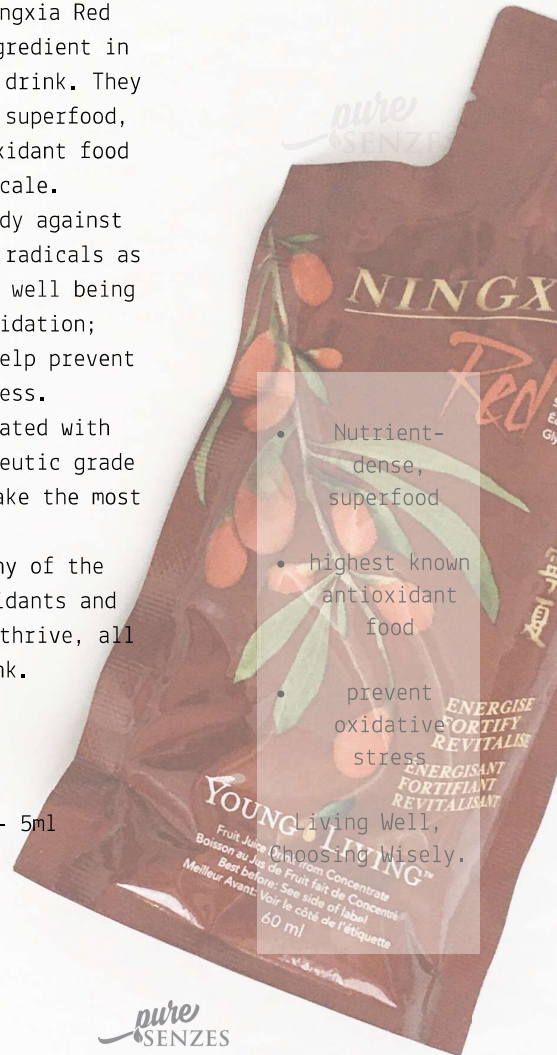 ngxia Red
gredient in
drink. They
superfood,
xidant food
cale.
dy against
radicals as
well being
idation;
elp prevent
ess.
ated with
eutic grade
ake the most
ny of the
idants and
thrive, all
nk.
- 5ml
pure
SENZES
NINGX
Red
寧夏
• Nutrient-
dense,
superfood
• highest known
antioxidant
food
• prevent
oxidative
stress
Living Well,
Choosing Wisely.
ENERGISE
FORTIFY
REVITALISE
ENERGISANT
FORTIFIANT
REVITALISANT
YOUNG LIVING™
Fruit Juice from Concentrate
Boisson au Jus de Fruit fait de Concentré
Best before: See side of label
Meilleur Avant: Voir le côté de l'étiquette
60 ml
pure
SENZES